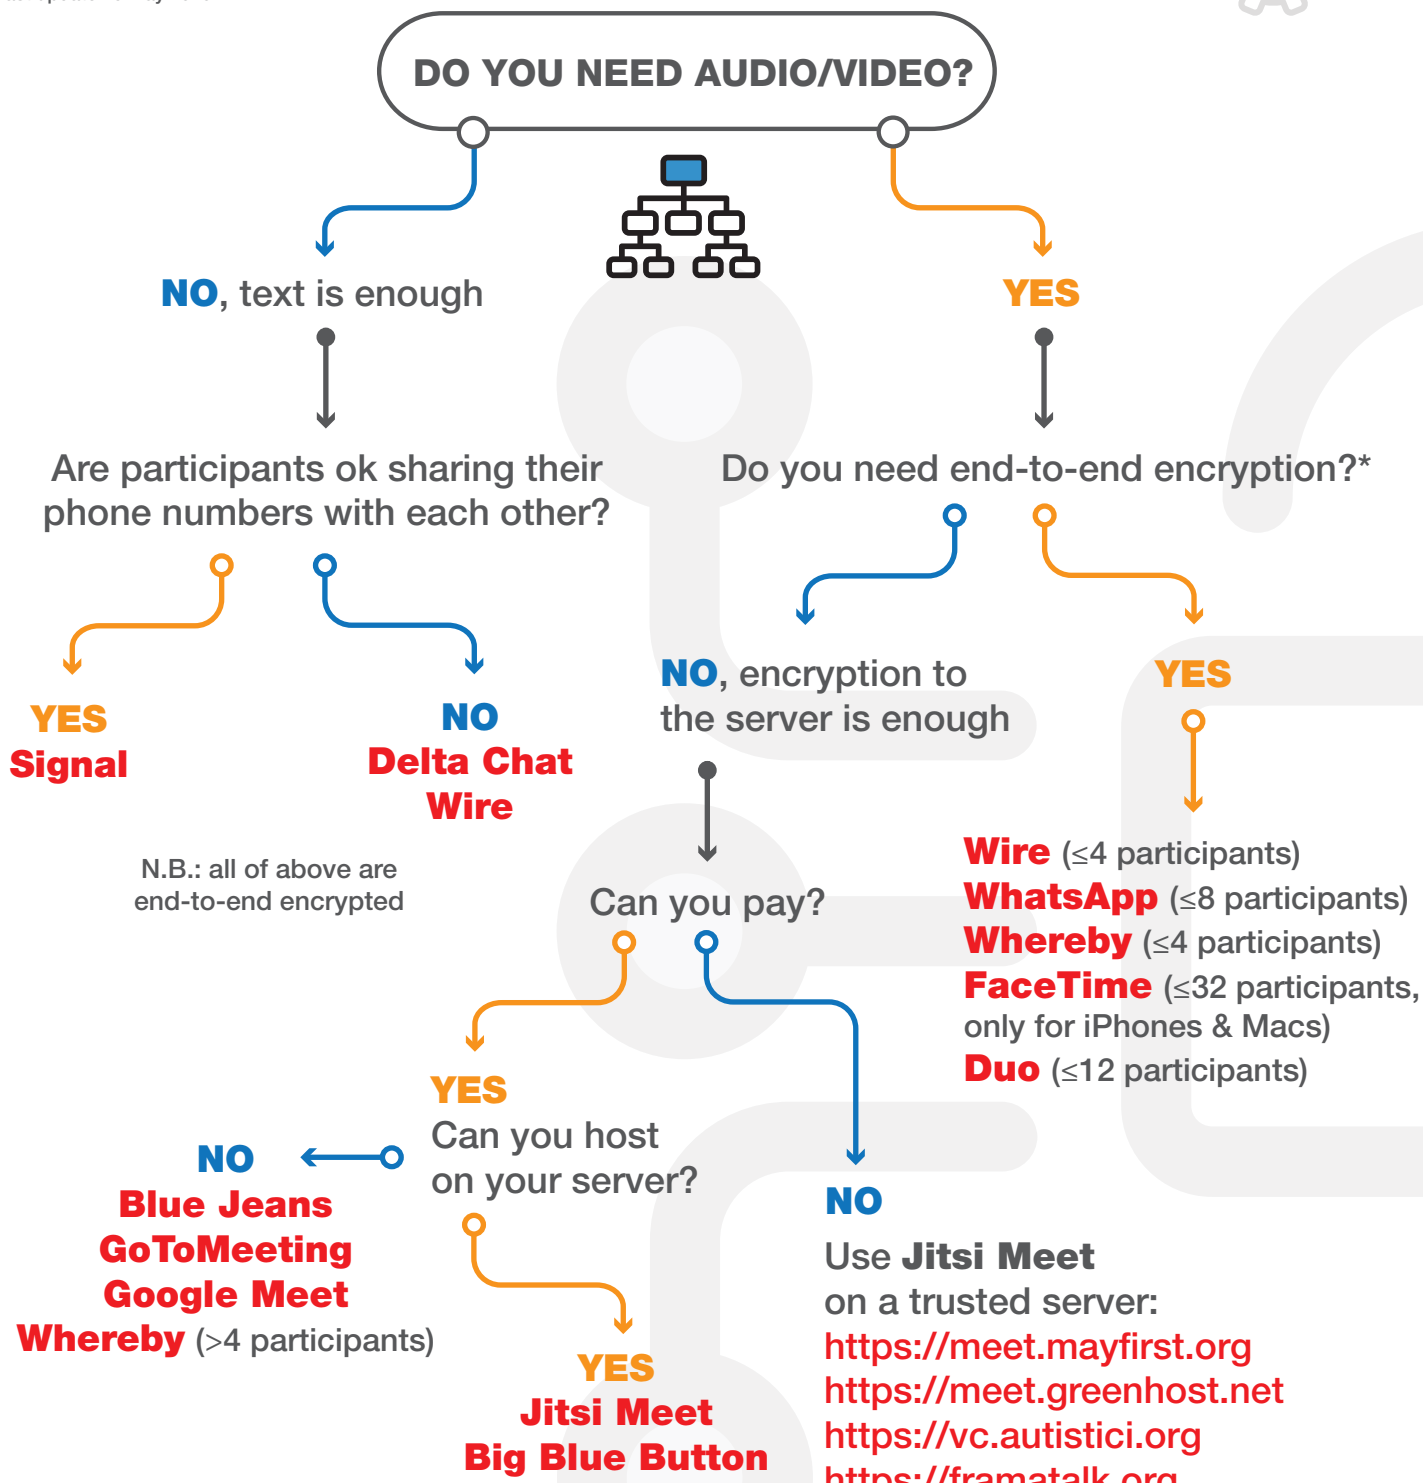 DO YOU NEED AUDIO/VIDEO?
NO, text is enough
YES
Are participants ok sharing their
phone numbers with each other?
Do you need end-to-end encryption?*
YES
Signal
NO
Delta Chat
Wire
N.B.: all of above are
end-to-end encrypted
NO, encryption to
the server is enough
YES
Wire (≤4 participants)
WhatsApp (≤8 participants)
Whereby (≤4 participants)
FaceTime (≤32 participants,
only for iPhones & Macs)
Duo (≤12 participants)
Can you pay?
YES
Can you host
on your server?
NO
Blue Jeans
GoToMeeting
Google Meet
Whereby (>4 participants)
YES
Jitsi Meet
Big Blue Button
NO
Use Jitsi Meet
on a trusted server:
https://meet.mayfirst.org
https://meet.greenhost.net
https://vc.autistici.org
https://framatalk.org